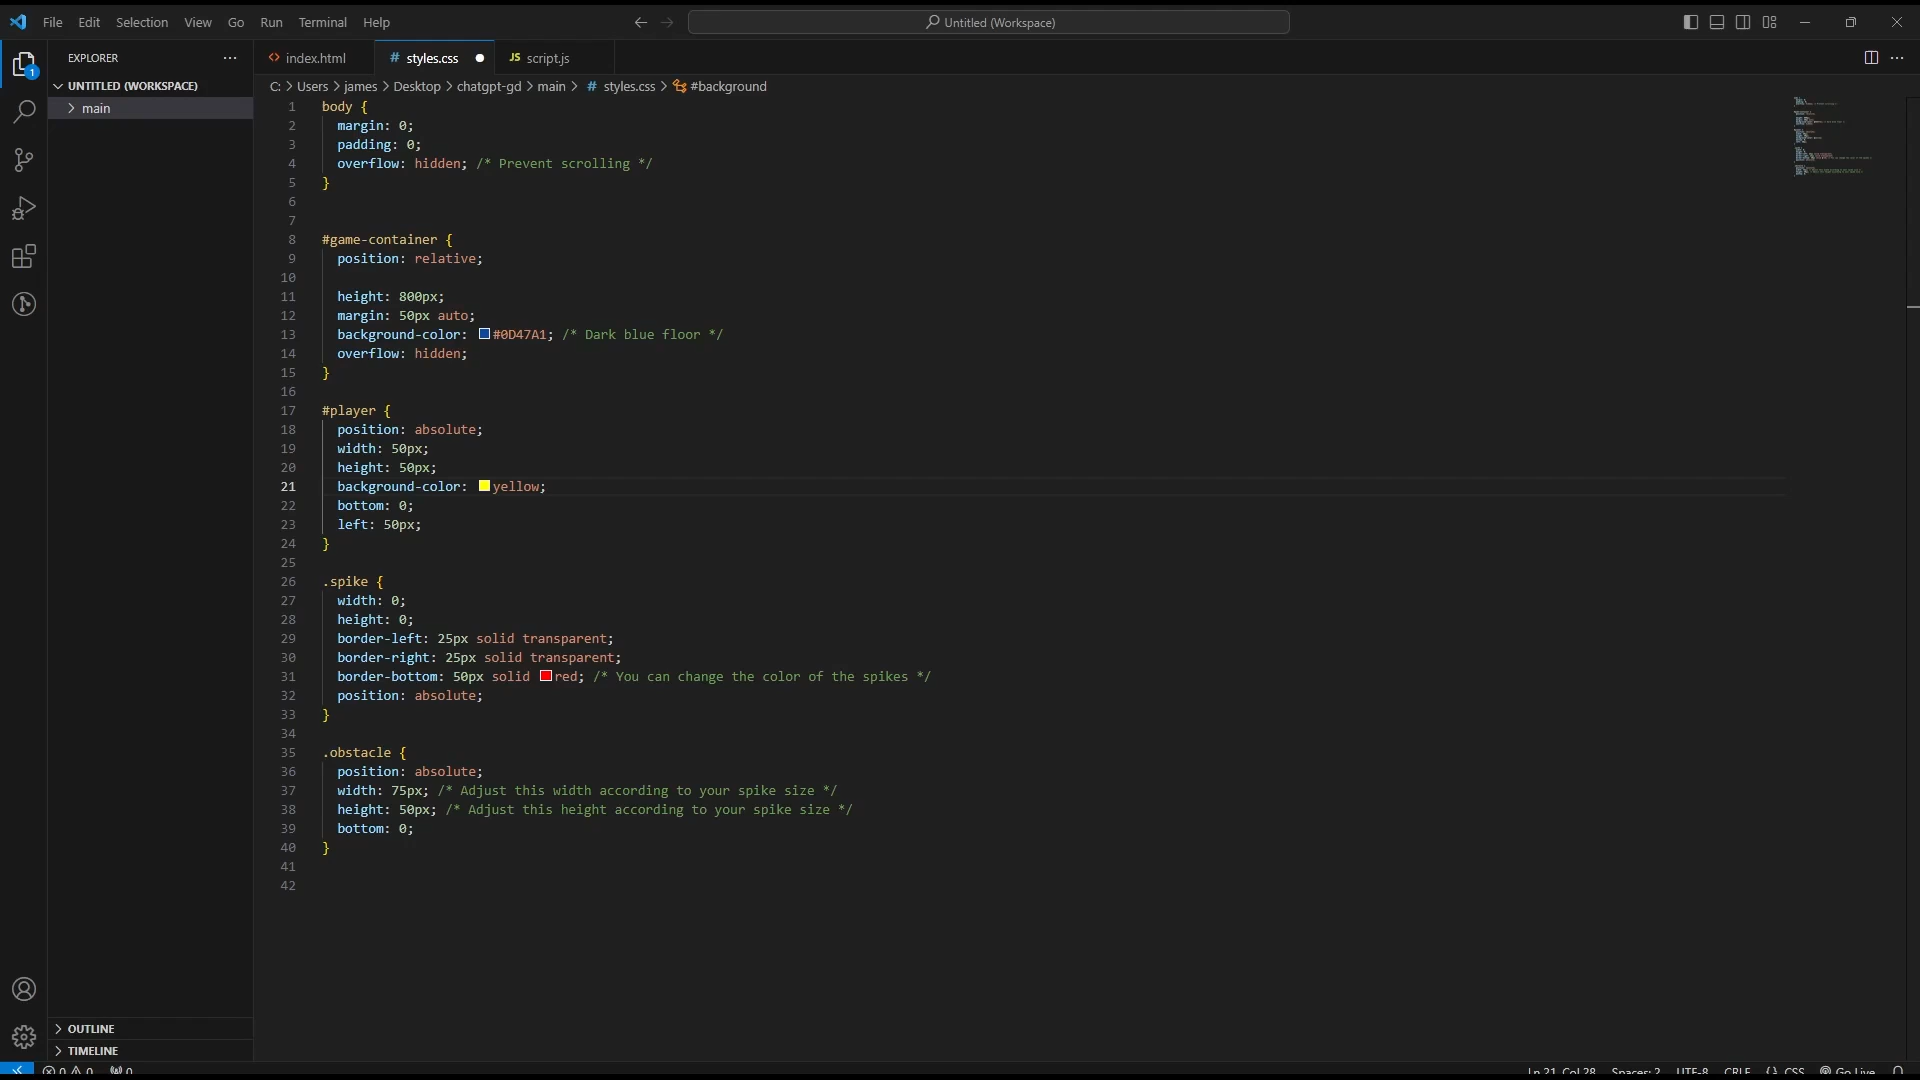 File Edit Selection View Go Run Terminal Help
Untitled (Workspace)
EXPLORER
index.html
# styles.css
JS script.js
UNTITLED (WORKSPACE)
C: > Users > james > Desktop > chatgpt-gd > main > # styles.css > #background
1
main
1 body {
2 margin: 0;
3 padding: 0;
4 overflow: hidden; /* Prevent scrolling */
5 }
6
7
8 #game-container {
9 position: relative;
10
11 height: 800px;
12 margin: 50px auto;
13 background-color: #0D47A1; /* Dark blue floor */
14 overflow: hidden;
15 }
16
17 #player {
18 position: absolute;
19 width: 50px;
20 height: 50px;
21 background-color: yellow;
22 bottom: 0;
23 left: 50px;
24 }
25
26 .spike {
27 width: 0;
28 height: 0;
29 border-left: 25px solid transparent;
30 border-right: 25px solid transparent;
31 border-bottom: 50px solid red; /* You can change the color of the spikes */
32 position: absolute;
33 }
34
35 .obstacle {
36 position: absolute;
37 width: 75px; /* Adjust this width according to your spike size */
38 height: 50px; /* Adjust this height according to your spike size */
39 bottom: 0;
40 }
41
42
OUTLINE
TIMELINE
0 0 0
Ln 21, Col 28 Spaces: 2 UTF-8 CRLF {} CSS Go Live